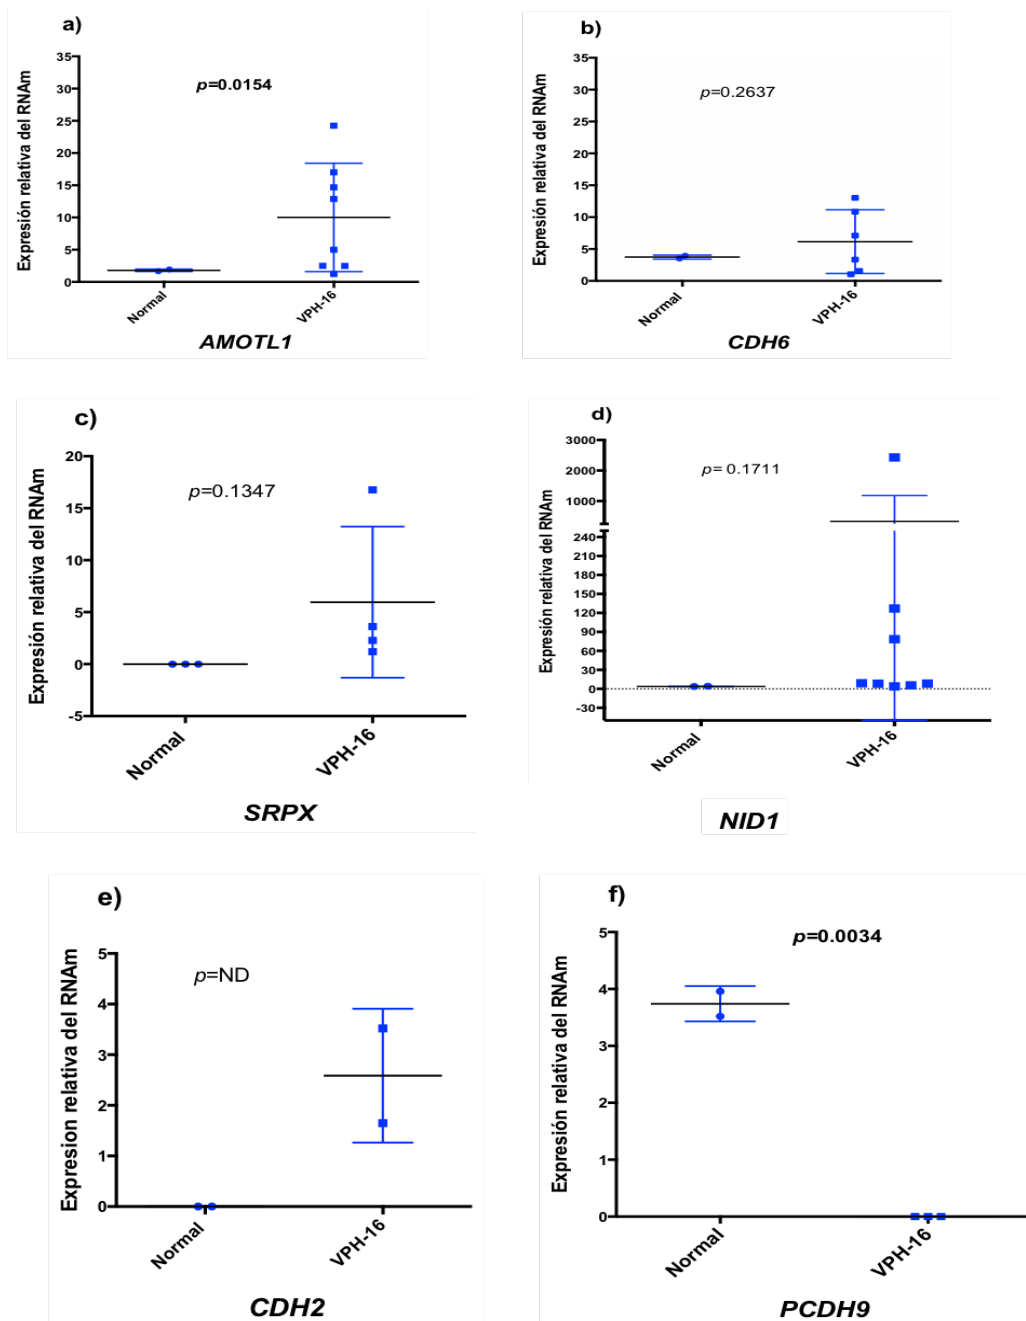 a)
Expresión relativa del RNAm
35
30
25
20
15
10
5
0
p=0.0154
Normal
VPH-16
AMOTL1
b)
Expresión relativa del RNAm
35
30
25
20
15
10
5
0
p=0.2637
Normal
VPH-16
CDH6
c)
Expresión relativa del RNAm
20
15
10
5
0
-5
p=0.1347
Normal
VPH-16
SRPX
d)
Expresión relativa del RNAm
3000
2000
1000
240
210
180
150
120
90
60
30
0
-30
p= 0.1711
Normal
VPH-16
NID1
e)
Expresion relativa del RNAm
5
4
3
2
1
0
p=ND
Normal
VPH-16
CDH2
f)
Expresión relativa del RNAm
5
4
3
2
1
0
p=0.0034
Normal
VPH-16
PCDH9